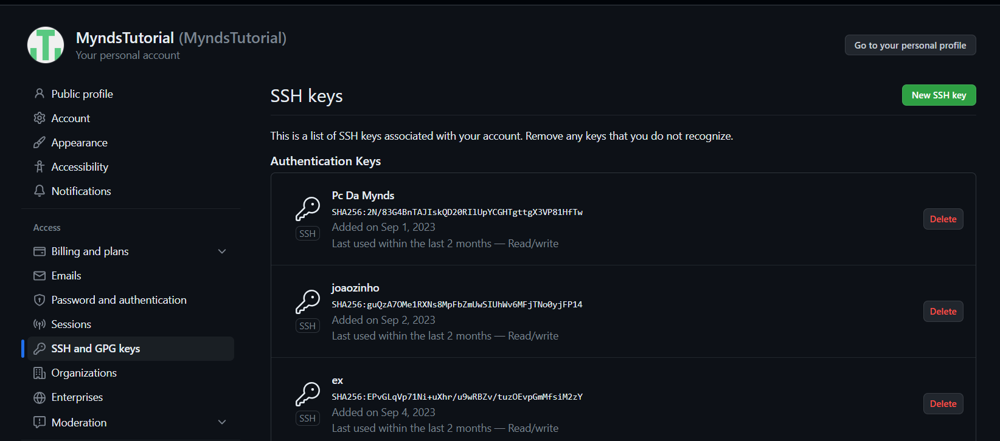 MyndsTutorial (MyndsTutorial)
Your personal account
Go to your personal profile
Public profile
Account
Appearance
Accessibility
Notifications
Access
Billing and plans
Emails
Password and authentication
Sessions
SSH and GPG keys
Organizations
Enterprises
Moderation
SSH keys
New SSH key
This is a list of SSH keys associated with your account. Remove any keys that you do not recognize.
Authentication Keys
Pc Da Mynds
SHA256:2N/83G4BnTAJIskQD20RIlUpYCGHTgttgX3VP81HfTw
Added on Sep 1, 2023
Last used within the last 2 months — Read/write
SSH
Delete
joaozinho
SHA256:guQzA7OMe1RXNs8MpFbZmUwSIUhWv6MFjTNo0yjFP14
Added on Sep 2, 2023
Last used within the last 2 months — Read/write
SSH
Delete
ex
SHA256:EPvGLqVp71Ni+uXhr/u9wRBZv/tuzOEvpGmMfsiM2zY
Added on Sep 4, 2023
Last used within the last 2 months — Read/write
SSH
Delete